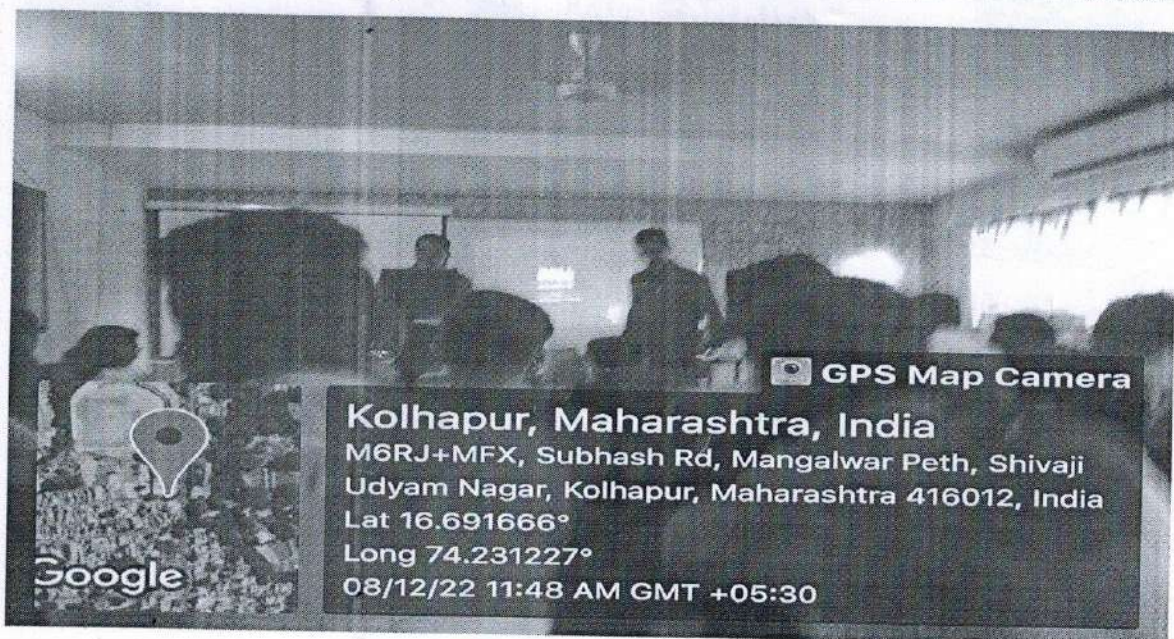 GPS Map Camera
Kolhapur, Maharashtra, India
M6RJ+MFX, Subhash Rd, Mangalwar Peth, Shivaji
Udyam Nagar, Kolhapur, Maharashtra 416012, India
Lat 16.691666°
Long 74.231227°
08/12/22 11:48 AM GMT +05:30
Google